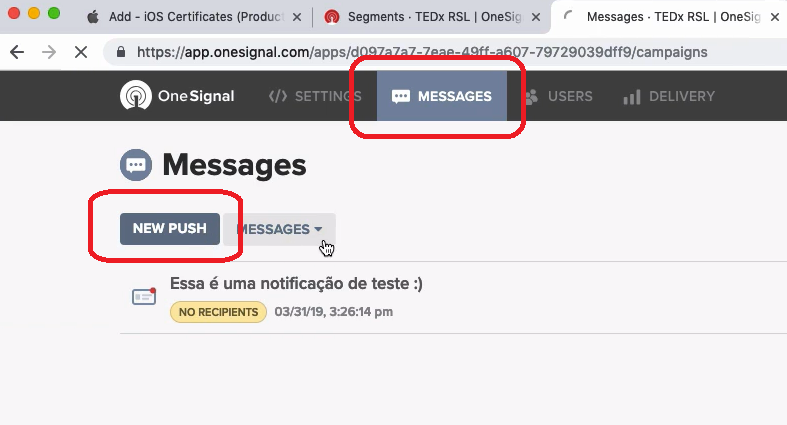 Add - iOS Certificates (Product
Segments · TEDx RSL | OneSig
Messages · TEDx RSL | OneSig
https://app.onesignal.com/apps/d097a7a7-7eae-49ff-a607-79729039dff9/campaigns
OneSignal
</> SETTINGS
MESSAGES
USERS
DELIVERY
Messages
NEW PUSH
MESSAGES
Essa é uma notificação de teste :)
NO RECIPIENTS
03/31/19, 3:26:14 pm